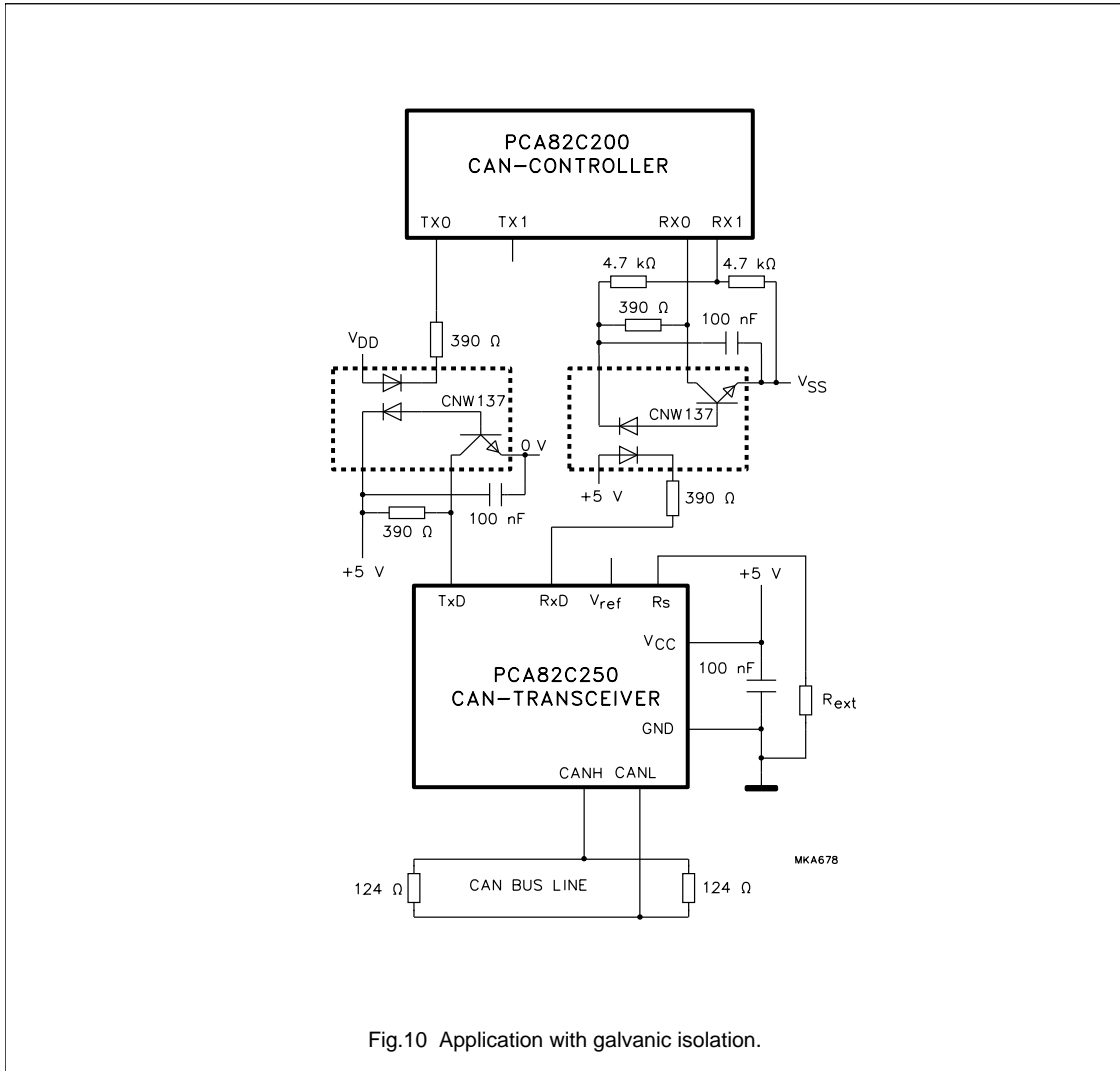 PCA82C200
CAN-CONTROLLER
TX0 TX1 RX0 RX1
4.7 kΩ 4.7 kΩ
390 Ω 100 nF
390 Ω
VDD
VSS
CNW137
CNW137
0 V
+5 V
390 Ω
100 nF
390 Ω
+5 V
+5 V
TxD RxD Vref Rs
VCC
PCA82C250
CAN-TRANSCEIVER
100 nF
Rext
GND
CANH CANL
MKA678
124 Ω CAN BUS LINE 124 Ω
Fig.10 Application with galvanic isolation.